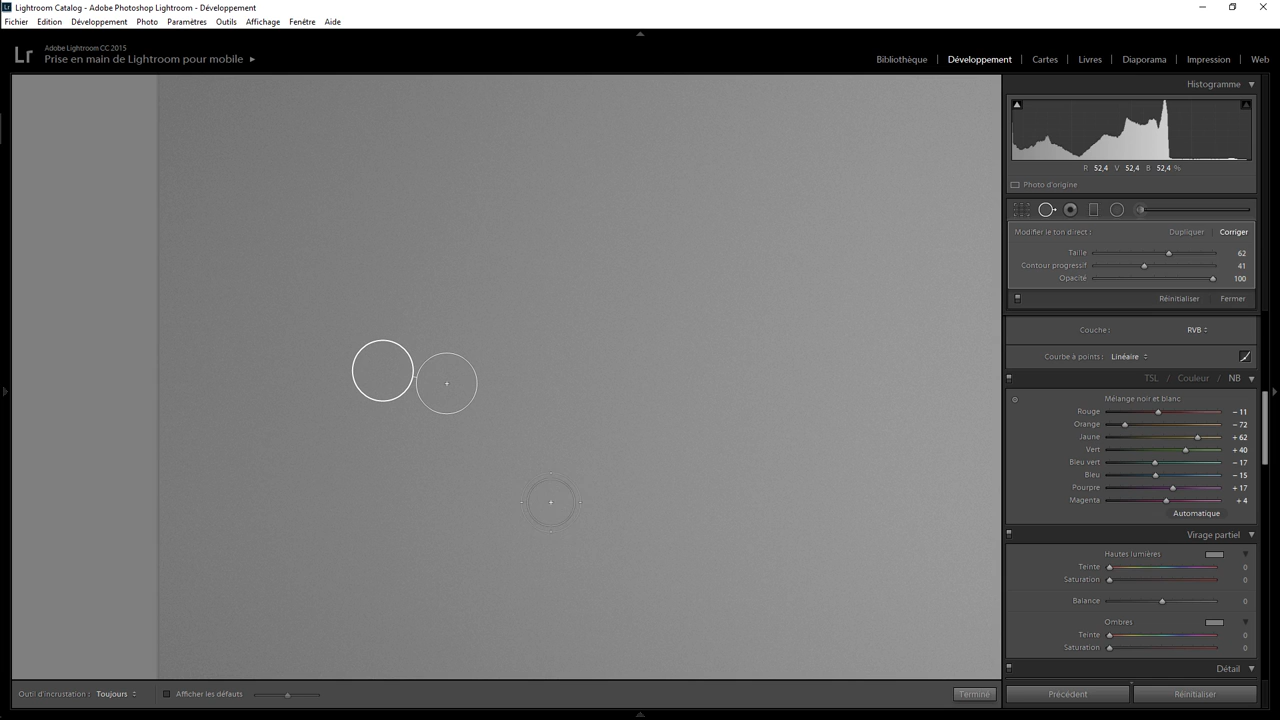 Lightroom Catalog - Adobe Photoshop Lightroom - Développement
Fichier Edition Développement Photo Paramètres Outils Affichage Fenêtre Aide
Lr
Adobe Lightroom CC 2015
Prise en main de Lightroom pour mobile
Bibliothèque Développement Cartes Livres Diaporama Impression Web
Histogramme
R 52,4 V 52,4 B 52,4 %
Photo d'origine
Modifier le ton direct : Dupliquer Corriger
Taille 62
Contour progressif 41
Opacité 100
Réinitialiser Fermer
Couche : RVB
Courbe à points : Linéaire
TSL / Couleur / NB
Mélange noir et blanc
Rouge - 11
Orange - 72
Jaune + 62
Vert + 40
Bleu vert - 17
Bleu - 15
Pourpre + 17
Magenta + 4
Automatique
Virage partiel
Hautes lumières
Teinte 0
Saturation 0
Balance 0
Ombres
Teinte 0
Saturation 0
Détail
Outil d'incrustation : Toujours Afficher les défauts Terminé
Précédent Réinitialiser